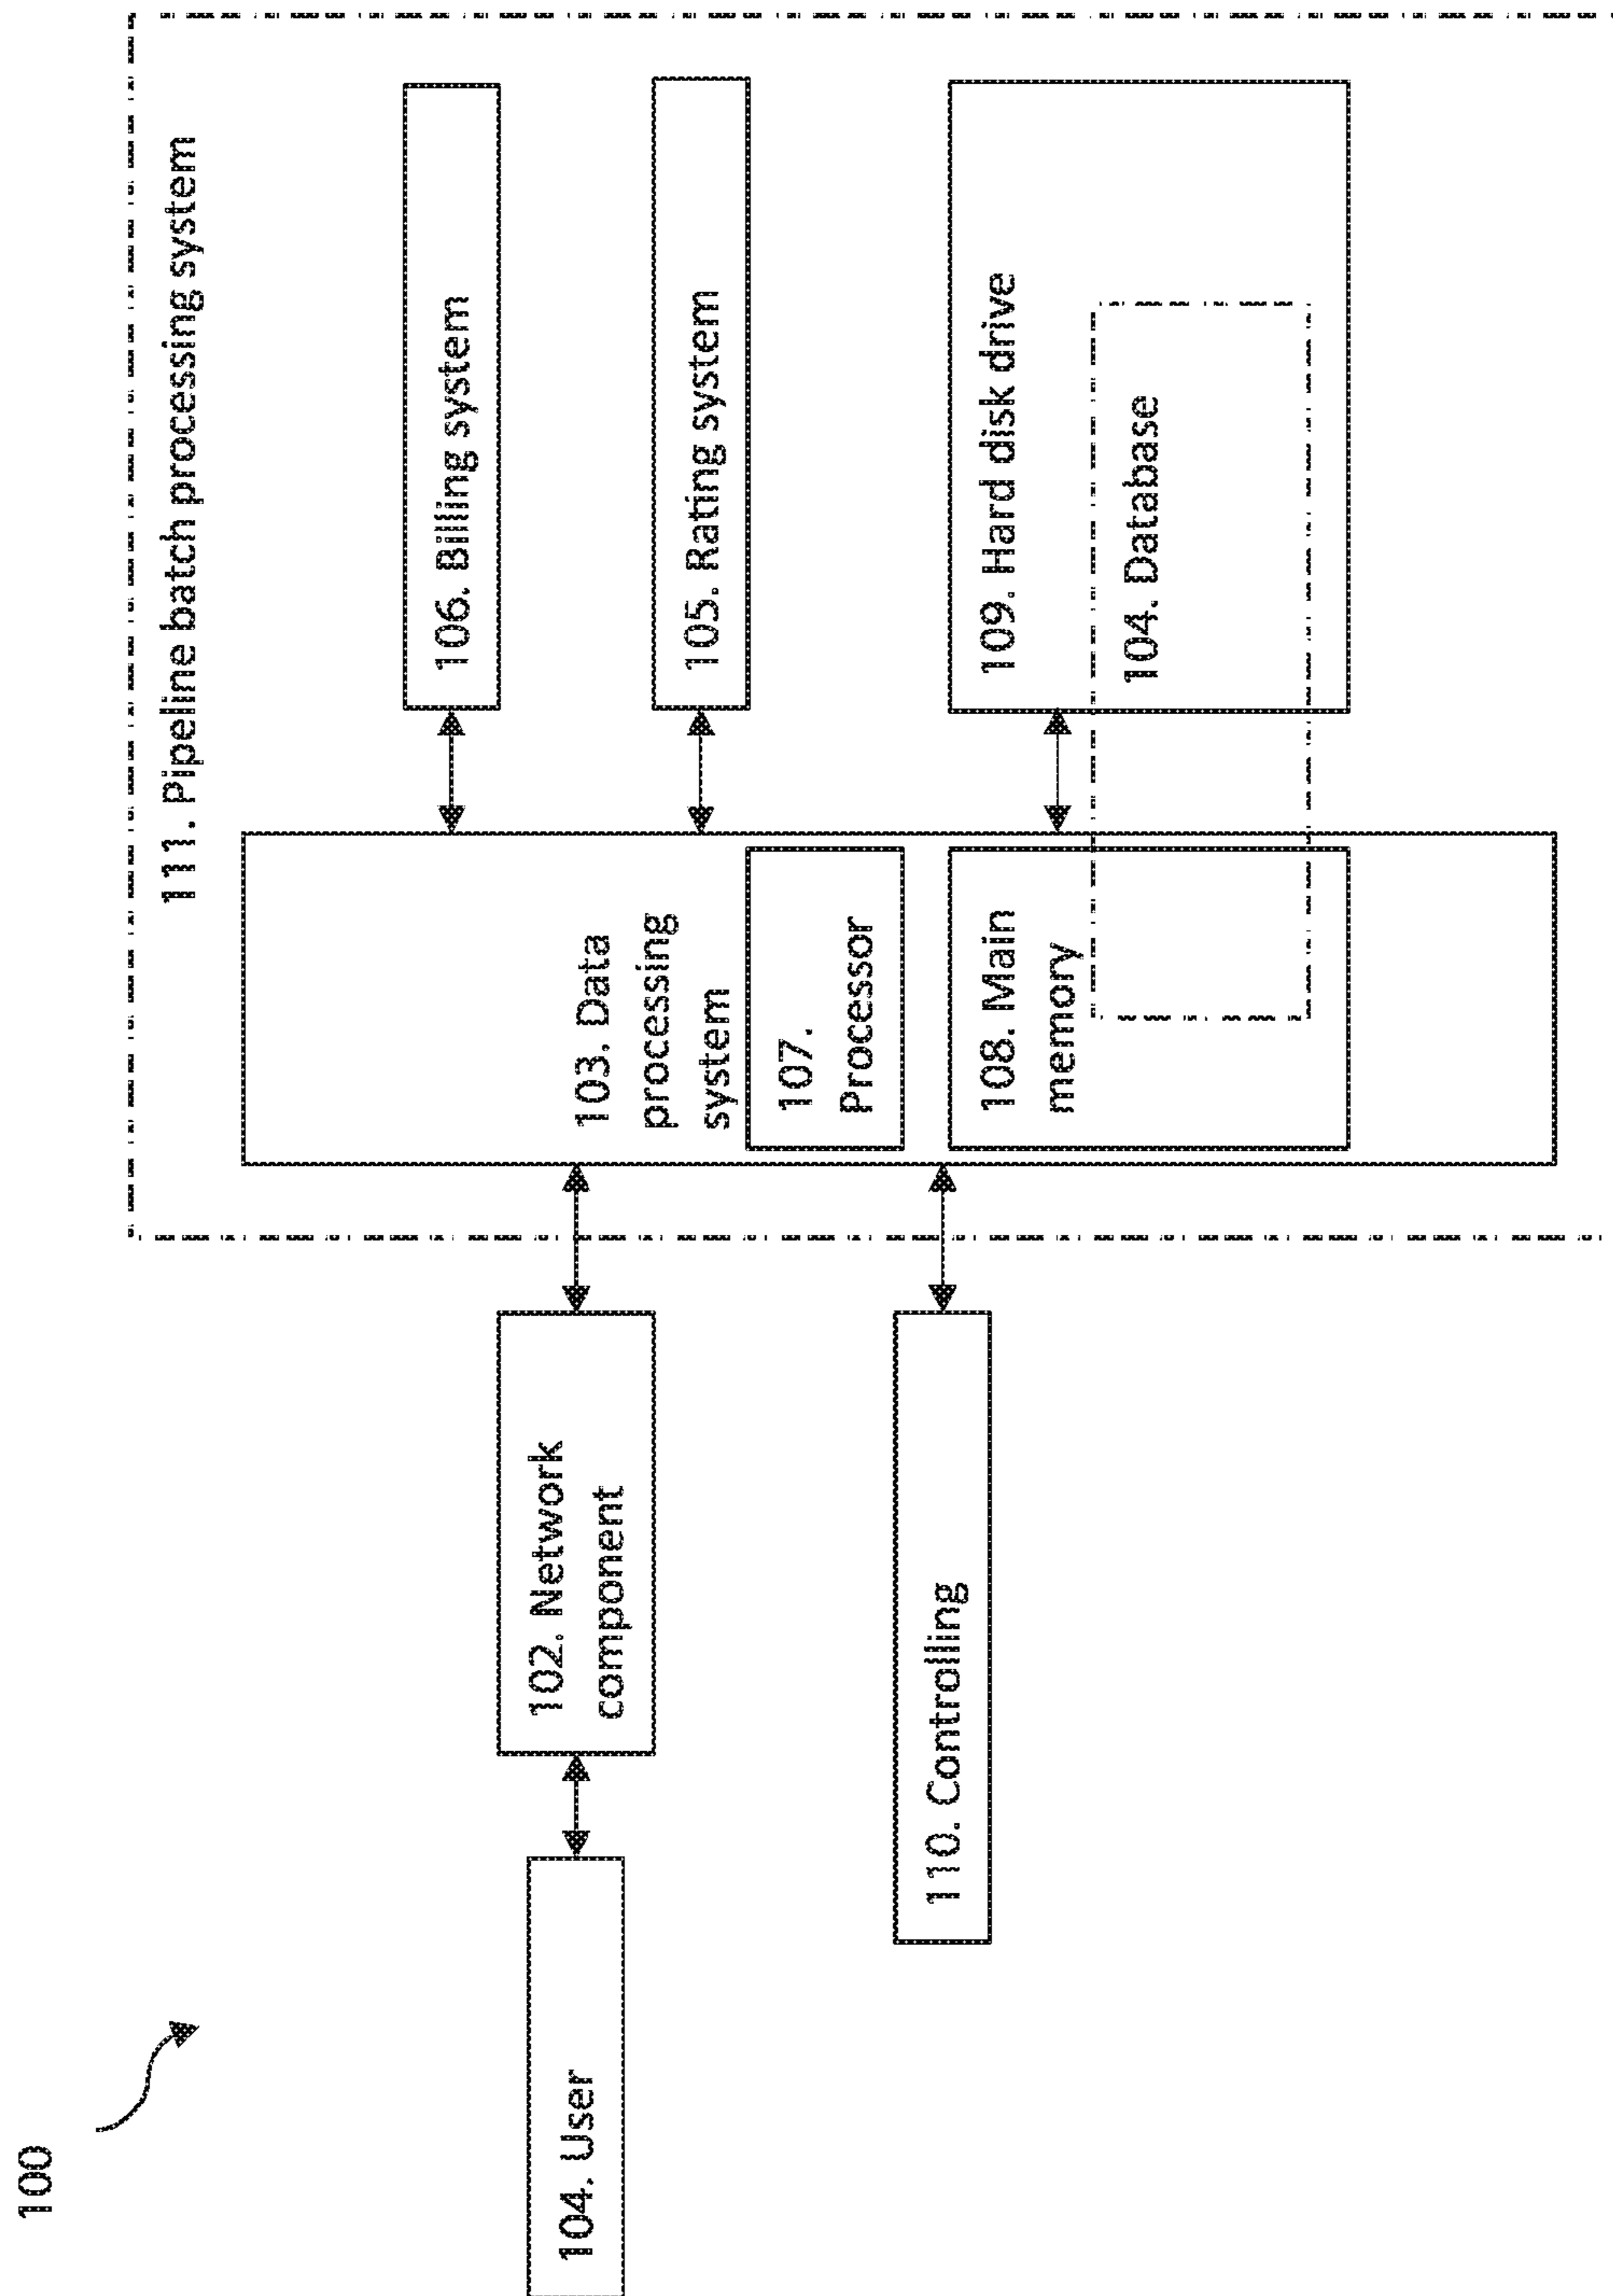 100
111. Pipeline batch processing system
104. User
102. Network
component
103. Data
processing
system
106. Billing system
105. Rating system
107.
Processor
110. Controlling
108. Main
memory
109. Hard disk drive
104. Database